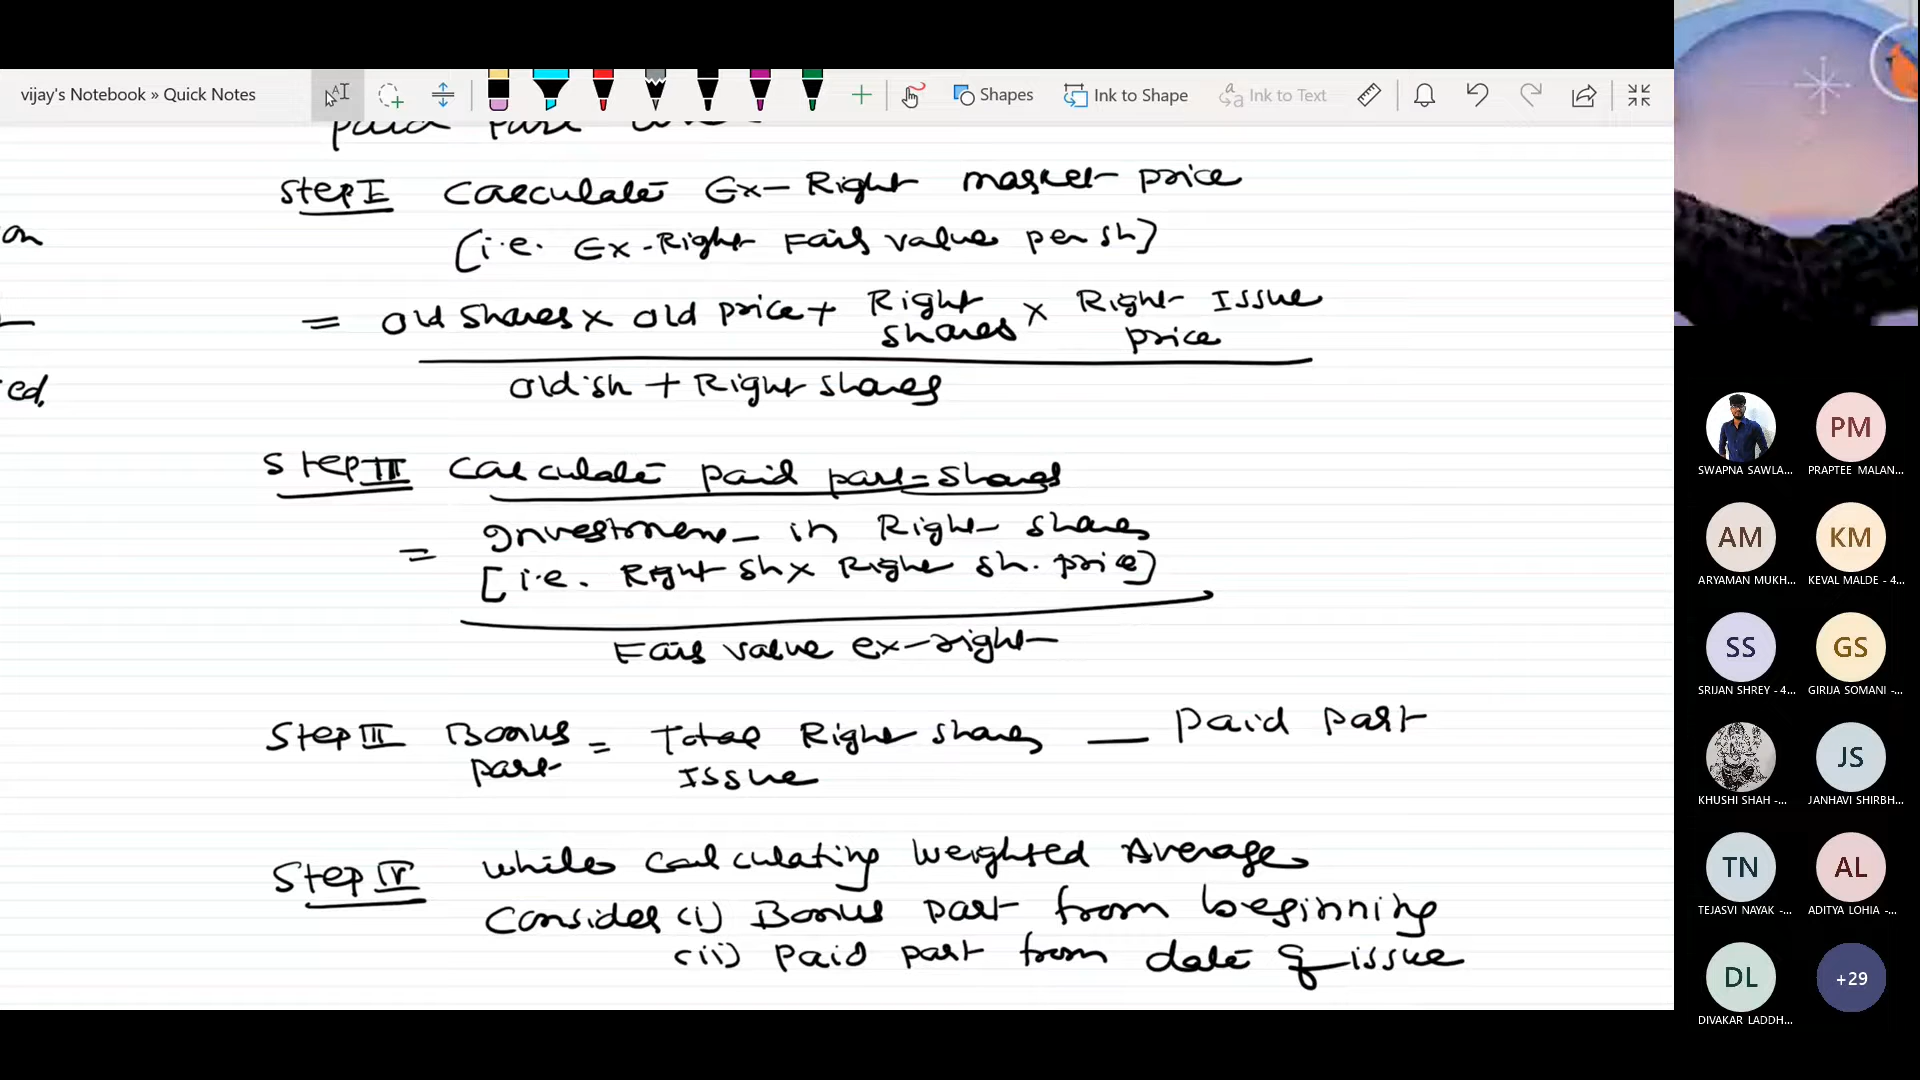 vijay's Notebook » Quick Notes
Shapes
Ink to Shape
Ink to Text
paid part
Step I Calculate Ex-Right market price
[i.e. Ex-Right Fair value per sh]
on
= old shares x old price + Right shares x Right Issue price
old sh + Right shares
ed.
Step II Calculate paid part = shares
= Investment in Right shares
[i.e. Right sh x Right sh. price]
Fair value ex-right
Step III Bonus part = Total Right shares Issue — paid part
Step IV while calculating Weighted Average
Consider (i) Bonus part from beginning
(ii) paid part from date of issue
SWAPNA SAWLA...
PM
PRAPTEE MALAN...
AM
ARYAMAN MUKH...
KM
KEVAL MALDE - 4...
SS
SRIJAN SHREY - 4...
GS
GIRIJA SOMANI -...
KHUSHI SHAH -...
JS
JANHAVI SHIRBH...
TN
TEJASVI NAYAK -...
AL
ADITYA LOHIA -...
DL
DIVAKAR LADDH...
+29